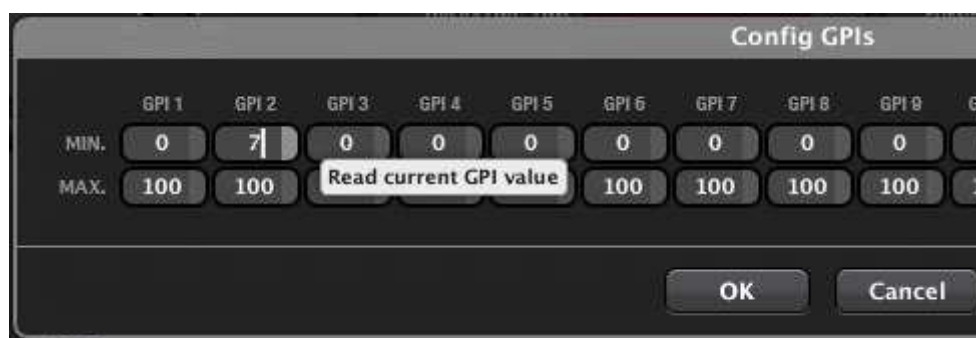 Config GPIs
GPI 1 GPI 2 GPI 3 GPI 4 GPI 5 GPI 6 GPI 7 GPI 8 GPI 9
MIN. 0 7 0 0 0 0 0 0 0
Read current GPI value
MAX. 100 100 100 100 100 100
OK Cancel